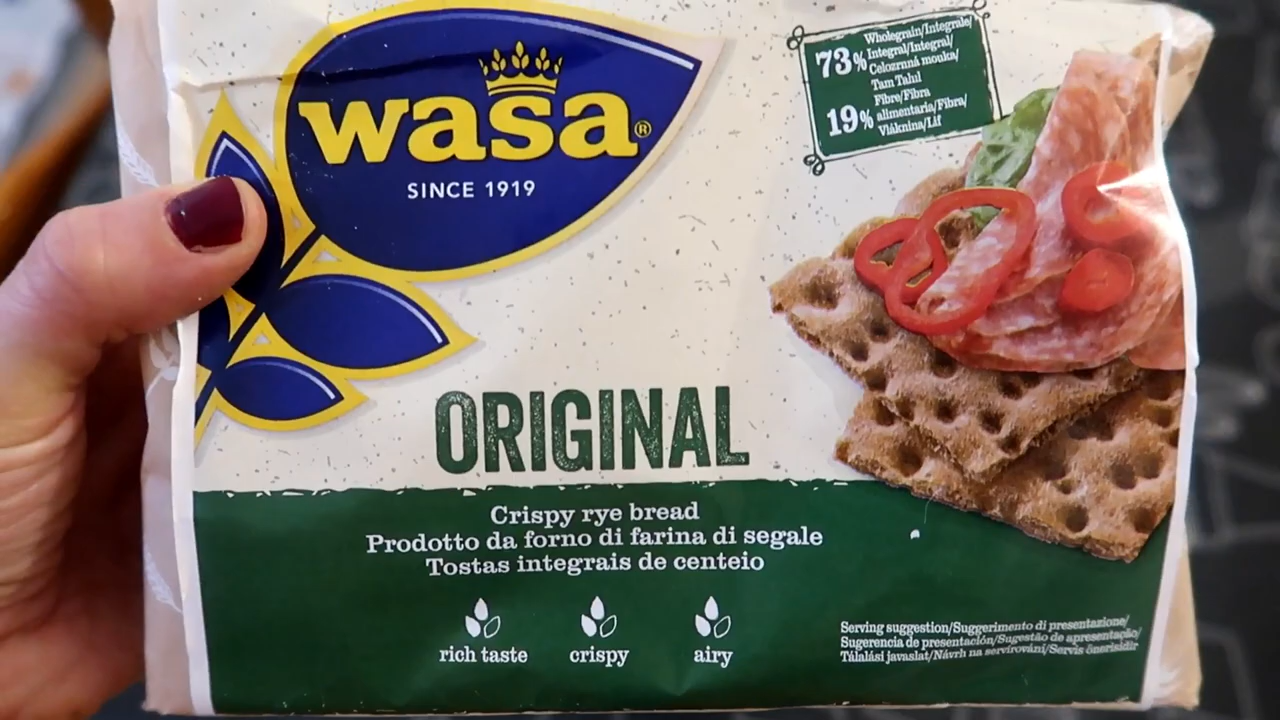 wasa®
SINCE 1919
73% Wholegrain/Integrale/
Integral/Integral/
Celozrnná mouka/
Tam Tahıl
19% Fibre/Fibra
alimentaria/Fibra/
Vláknina/Lif
ORIGINAL
Crispy rye bread
Prodotto da forno di farina di segale
Tostas integrais de centeio
rich taste
crispy
airy
Serving suggestion/Suggerimento di presentazione/
Sugerencia de presentación/Sugestão de apresentação/
Tálalási javaslat/Návrh na servírování/Servis önerisidir